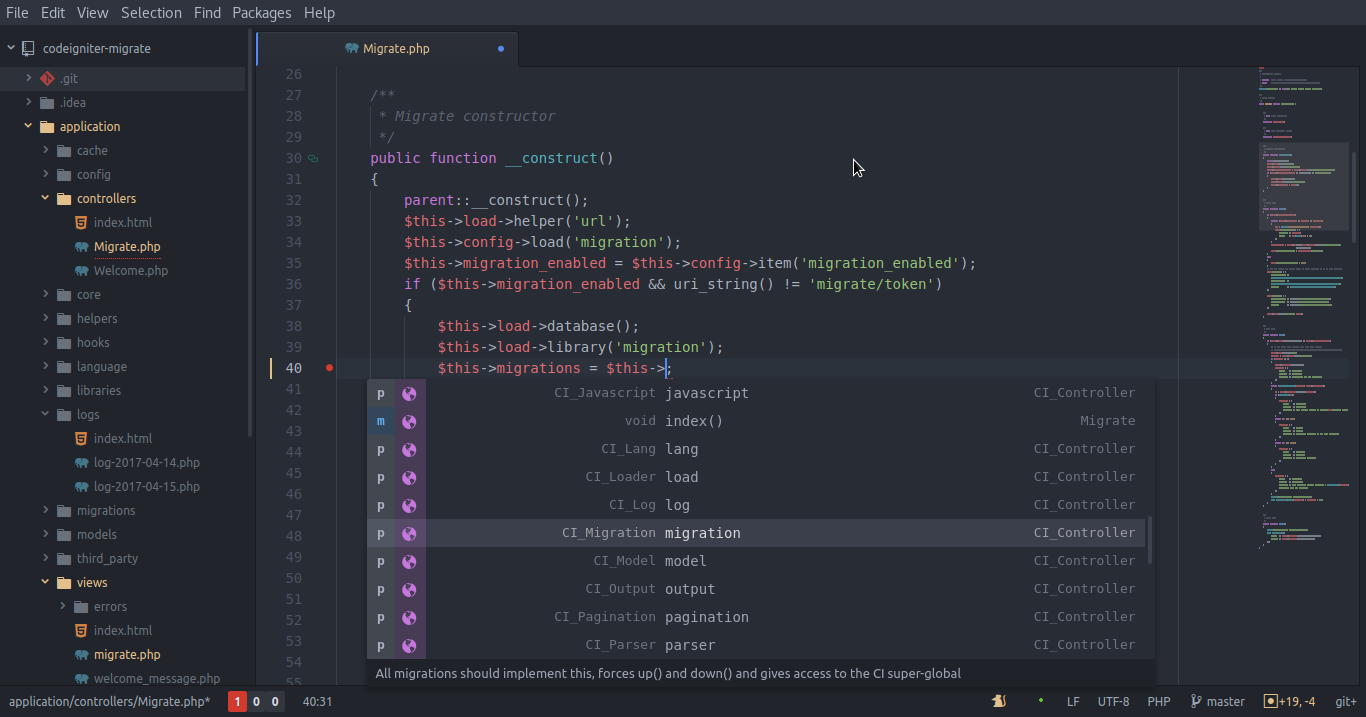 File Edit View Selection Find Packages Help
codeigniter-migrate
.git
.idea
application
cache
config
controllers
index.html
Migrate.php
Welcome.php
core
helpers
hooks
language
libraries
logs
index.html
log-2017-04-14.php
log-2017-04-15.php
migrations
models
third_party
views
errors
index.html
migrate.php
welcome_message.php
Migrate.php
26
27 /**
28 * Migrate constructor
29 */
30 public function __construct()
31 {
32 parent::__construct();
33 $this->load->helper('url');
34 $this->config->load('migration');
35 $this->migration_enabled = $this->config->item('migration_enabled');
36 if ($this->migration_enabled && uri_string() != 'migrate/token')
37 {
38 $this->load->database();
39 $this->load->library('migration');
40 $this->migrations = $this->;
41
42
43
44
45
46
47
48
49
50
51
52
53
54
55
p CI_Javascript javascript CI_Controller
m void index() Migrate
p CI_Lang lang CI_Controller
p CI_Loader load CI_Controller
p CI_Log log CI_Controller
p CI_Migration migration CI_Controller
p CI_Model model CI_Controller
p CI_Output output CI_Controller
p CI_Pagination pagination CI_Controller
p CI_Parser parser CI_Controller
All migrations should implement this, forces up() and down() and gives access to the CI super-global
application/controllers/Migrate.php* 1 0 0 40:31 LF UTF-8 PHP master +19, -4 git+